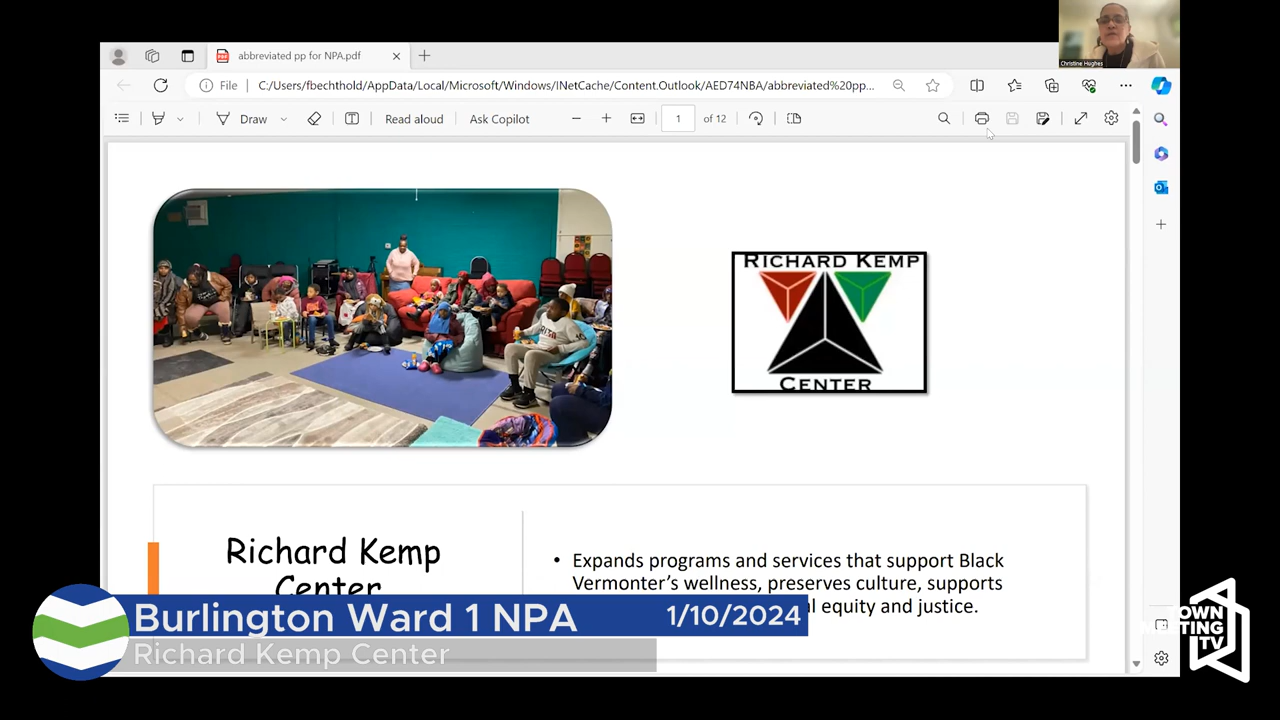 abbreviated pp for NPA.pdf
Christine Hughes
File
C:/Users/fbechthold/AppData/Local/Microsoft/Windows/INetCache/Content.Outlook/AED74NBA/abbreviated%20pp...
Draw
Read aloud
Ask Copilot
1
of 12
RICHARD KEMP
CENTER
Richard Kemp
Center
• Expands programs and services that support Black
Vermonter's wellness, preserves culture, supports
equity and justice.
Burlington Ward 1 NPA
1/10/2024
Richard Kemp Center
TOWN
MEETING
TV